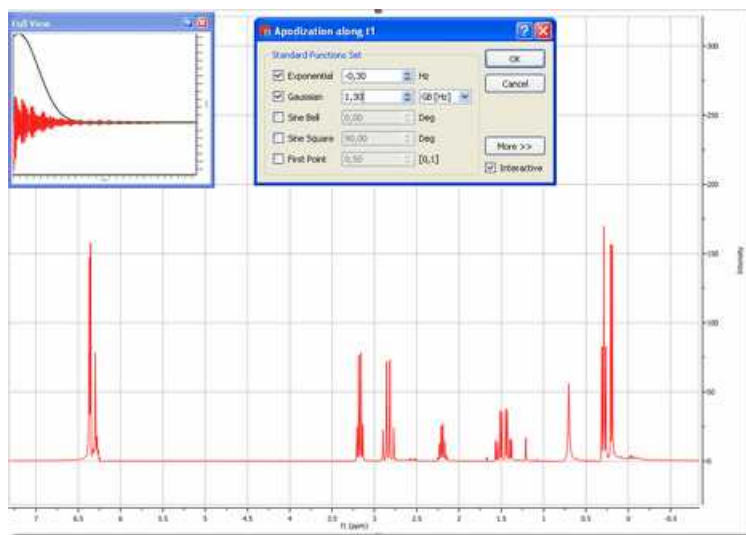 Full View
Apodization along t1
Standard Functions Set
Exponential -0,30 Hz
Gaussian 1,30 GB [Hz]
Sine Bell 0,00 Deg
Sine Square 90,00 Deg
First Point 0,50 [0,1]
OK
Cancel
More >>
Interactive
300
250
200
150
100
50
0
Intensity
7 6.5 6 5.5 5 4.5 4 3.5 3 2.5 2 1.5 1 0.5 0 -0.5
f1 (ppm)